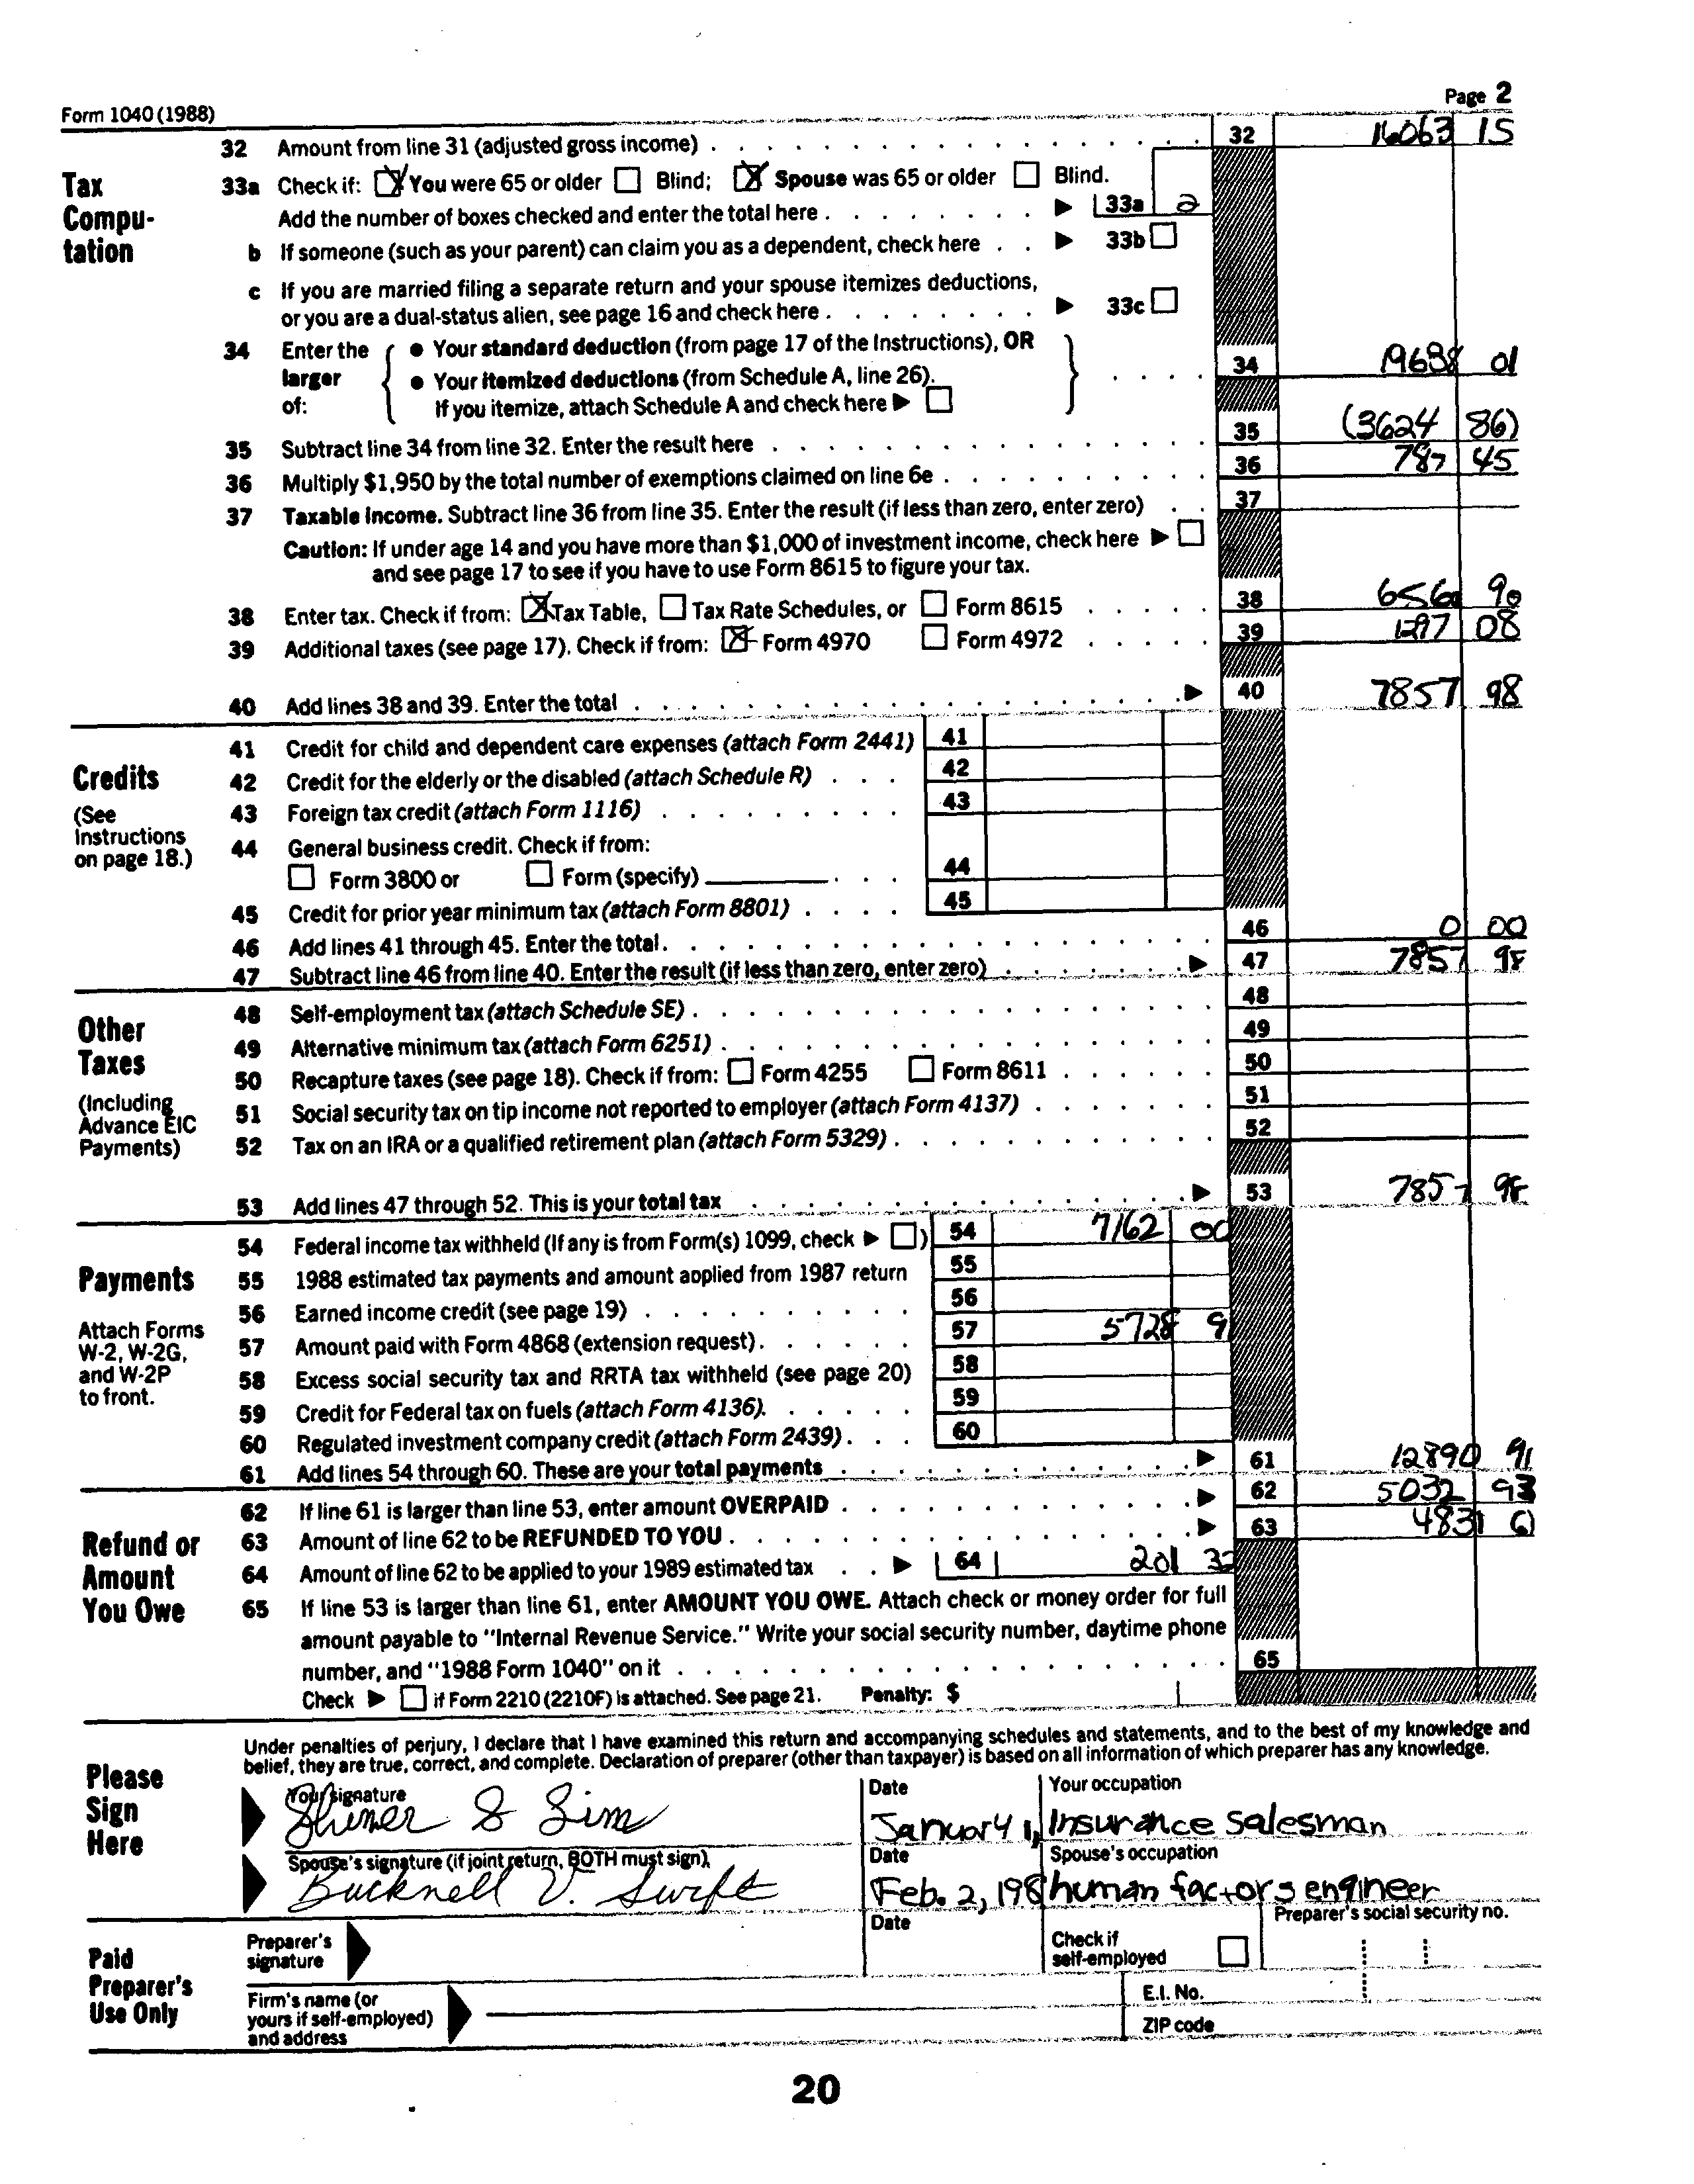 Form 1040 (1988) Page 2
32 Amount from line 31 (adjusted gross income) 32 16063 15
Tax Compu-tation
33a Check if: You were 65 or older Blind; Spouse was 65 or older Blind.
Add the number of boxes checked and enter the total here 33a 2
b If someone (such as your parent) can claim you as a dependent, check here 33b
c If you are married filing a separate return and your spouse itemizes deductions,
or you are a dual-status alien, see page 16 and check here 33c
34 Enter the larger of:
• Your standard deduction (from page 17 of the Instructions), OR
• Your itemized deductions (from Schedule A, line 26).
If you itemize, attach Schedule A and check here
34 19688 01
35 Subtract line 34 from line 32. Enter the result here 35 (3624 86)
36 Multiply $1,950 by the total number of exemptions claimed on line 6e 36 787 45
37 Taxable income. Subtract line 36 from line 35. Enter the result (if less than zero, enter zero) 37
Caution: If under age 14 and you have more than $1,000 of investment income, check here
and see page 17 to see if you have to use Form 8615 to figure your tax.
38 Enter tax. Check if from: Tax Table, Tax Rate Schedules, or Form 8615 38 6560 90
39 Additional taxes (see page 17). Check if from: Form 4970 Form 4972 39 1297 08
40 Add lines 38 and 39. Enter the total 40 7857 98
Credits
(See Instructions on page 18.)
41 Credit for child and dependent care expenses (attach Form 2441) 41
42 Credit for the elderly or the disabled (attach Schedule R) 42
43 Foreign tax credit (attach Form 1116) 43
44 General business credit. Check if from:
Form 3800 or Form (specify) 44
45 Credit for prior year minimum tax (attach Form 8801) 45
46 Add lines 41 through 45. Enter the total. 46 0 00
47 Subtract line 46 from line 40. Enter the result (if less than zero, enter zero) 47 7857 98
Other Taxes
(Including Advance EIC Payments)
48 Self-employment tax (attach Schedule SE) 48
49 Alternative minimum tax (attach Form 6251) 49
50 Recapture taxes (see page 18). Check if from: Form 4255 Form 8611 50
51 Social security tax on tip income not reported to employer (attach Form 4137) 51
52 Tax on an IRA or a qualified retirement plan (attach Form 5329) 52
53 Add lines 47 through 52. This is your total tax 53 7857 98
Payments
Attach Forms W-2, W-2G, and W-2P to front.
54 Federal income tax withheld (If any is from Form(s) 1099, check ) 54 7162 00
55 1988 estimated tax payments and amount applied from 1987 return 55
56 Earned income credit (see page 19) 56
57 Amount paid with Form 4868 (extension request) 57 5728 91
58 Excess social security tax and RRTA tax withheld (see page 20) 58
59 Credit for Federal tax on fuels (attach Form 4136) 59
60 Regulated investment company credit (attach Form 2439) 60
61 Add lines 54 through 60. These are your total payments 61 12890 91
Refund or Amount You Owe
62 If line 61 is larger than line 53, enter amount OVERPAID 62 5032 93
63 Amount of line 62 to be REFUNDED TO YOU 63 4831 61
64 Amount of line 62 to be applied to your 1989 estimated tax 64 201 32
65 If line 53 is larger than line 61, enter AMOUNT YOU OWE. Attach check or money order for full
amount payable to "Internal Revenue Service." Write your social security number, daytime phone
number, and "1988 Form 1040" on it 65
Check if Form 2210 (2210F) is attached. See page 21. Penalty: $
Please Sign Here
Under penalties of perjury, I declare that I have examined this return and accompanying schedules and statements, and to the best of my knowledge and
belief, they are true, correct, and complete. Declaration of preparer (other than taxpayer) is based on all information of which preparer has any knowledge.
Your signature Date Your occupation
Shiner S Sim January 1, Insurance salesman
Spouse's signature (if joint return, BOTH must sign) Date Spouse's occupation
Bucknell V. Swift Feb. 2, 198 human factors engineer
Paid Preparer's Use Only
Preparer's signature Date Check if self-employed Preparer's social security no.
Firm's name (or yours if self-employed) and address
E.I. No.
ZIP code
20